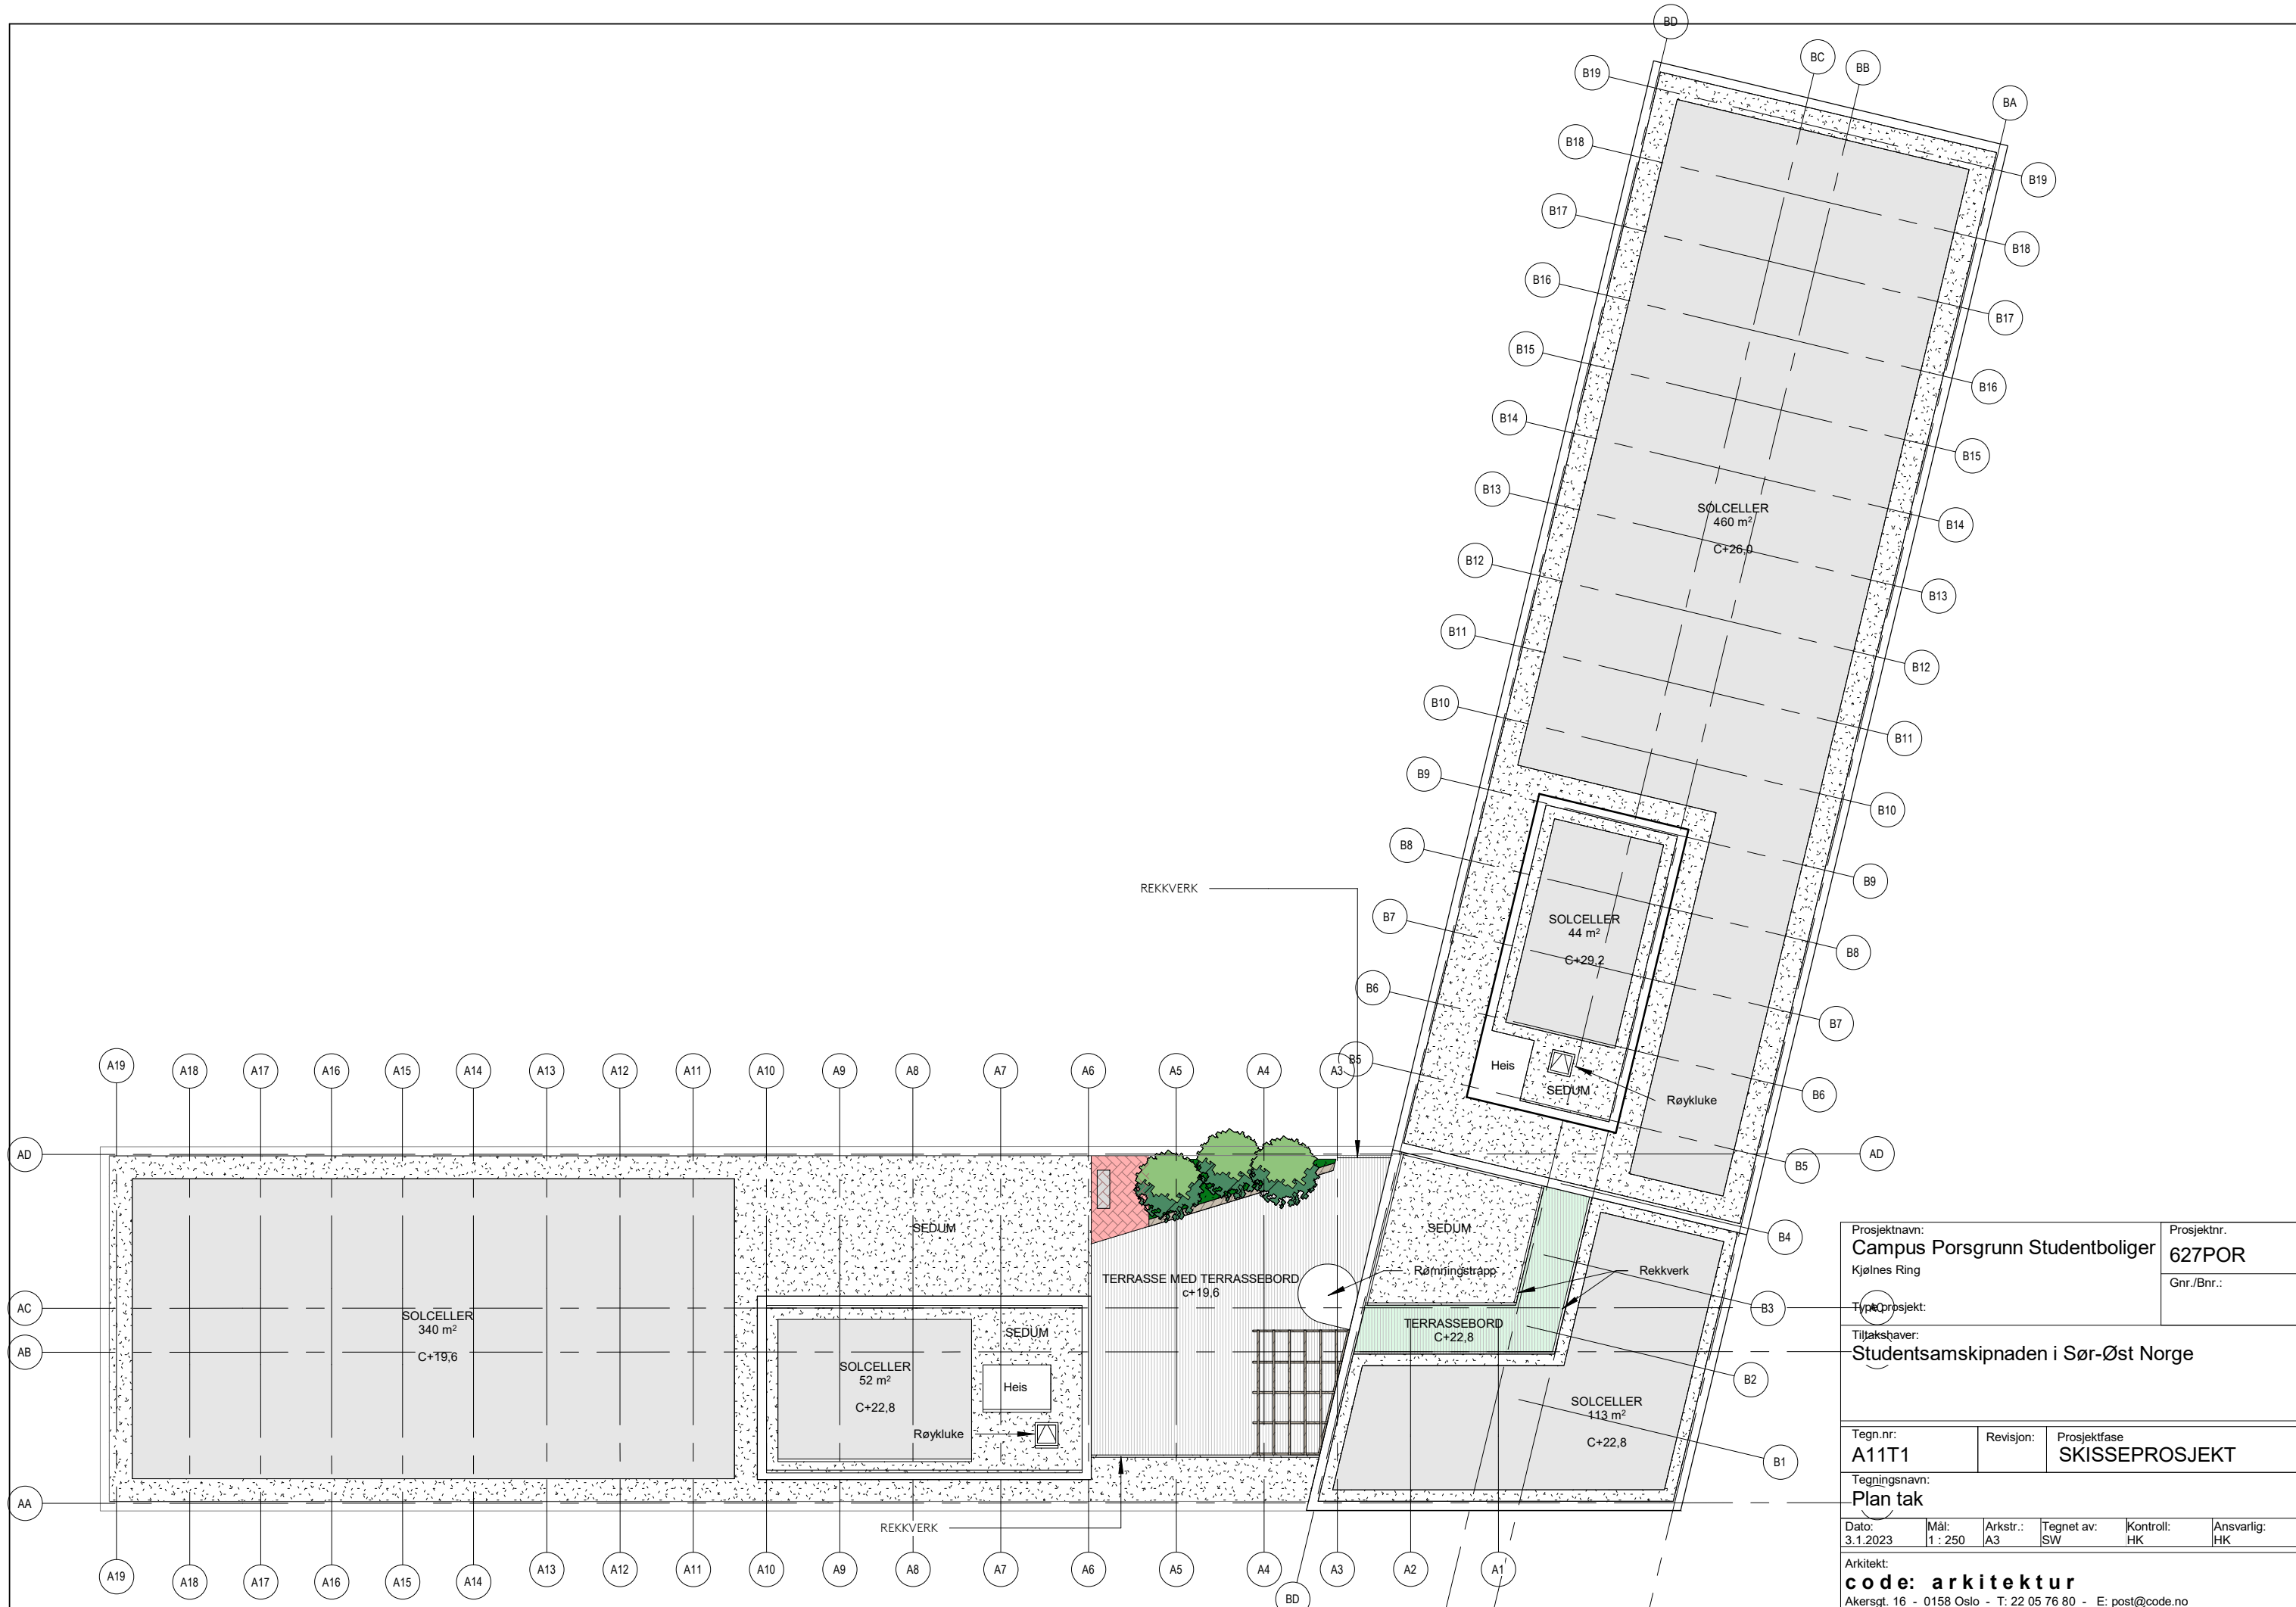 BD
BC
BB
BA
B19
B19
B18
B18
B17
B17
B16
B16
B15
B15
B14
B14
B13
B13
B12
B12
B11
B11
B10
B10
B9
B9
B8
B8
B7
B7
B6
B6
B5
B5
B4
B3
B2
B1
SOLCELLER
460 m²
C+26,0
SOLCELLER
44 m²
C+29,2
Heis
SEDUM
Røykluke
REKKVERK
A19 A18 A17 A16 A15 A14 A13 A12 A11 A10 A9 A8 A7 A6 A5 A4 A3
AD
AD
AC
AC
AB
AA
SOLCELLER
340 m²
C+19,6
SEDUM
SEDUM
SOLCELLER
52 m²
C+22,8
Heis
Røykluke
TERRASSE MED TERRASSEBORD
c+19,6
SEDUM
Rømningstrapp
Rekkverk
TERRASSEBORD
C+22,8
SOLCELLER
113 m²
C+22,8
REKKVERK
A19 A18 A17 A16 A15 A14 A13 A12 A11 A10 A9 A8 A7 A6 A5 A4 A3 A2 A1
BD
Prosjektnavn:
Campus Porsgrunn Studentboliger
Kjølnes Ring
Prosjektnr.
627POR
Gnr./Bnr.:
Type prosjekt:
Tiltakshaver:
Studentsamskipnaden i Sør-Øst Norge
Tegn.nr:
A11T1
Revisjon:
Prosjektfase
SKISSEPROSJEKT
Tegningsnavn:
Plan tak
Dato:
3.1.2023
Mål:
1 : 250
Arkstr.:
A3
Tegnet av:
SW
Kontroll:
HK
Ansvarlig:
HK
Arkitekt:
code: arkitektur
Akersgt. 16 - 0158 Oslo - T: 22 05 76 80 - E: post@code.no